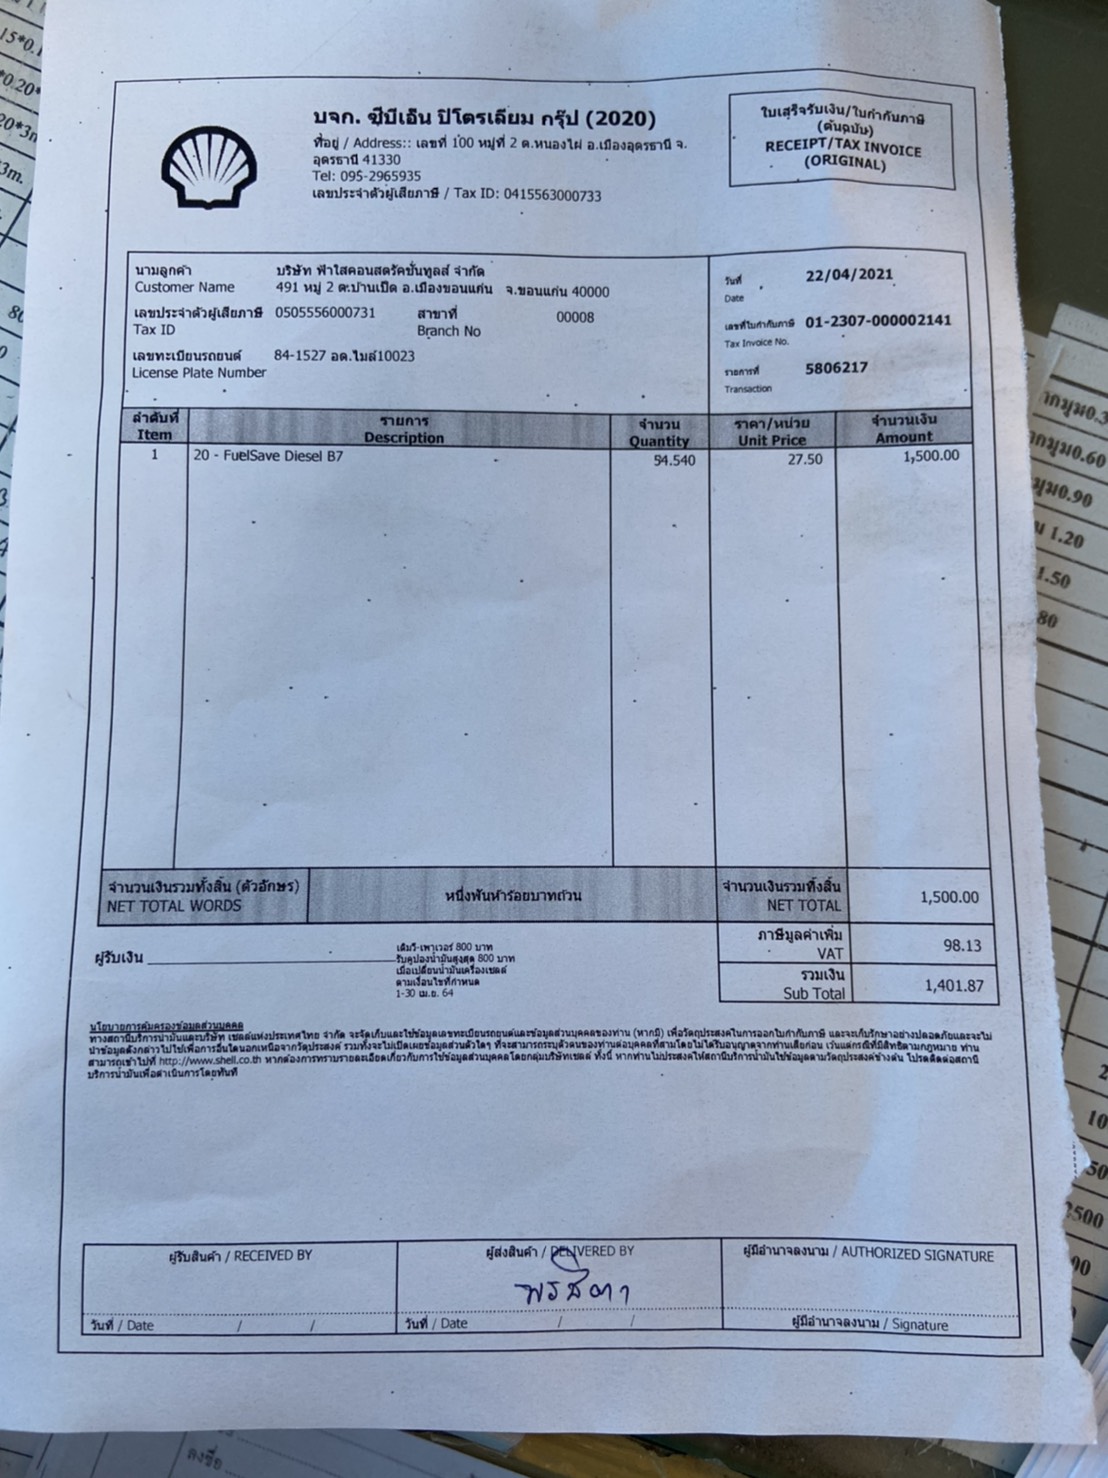 บจก. ซีบีเอ็น ปิโตรเลียม กรุ๊ป (2020)
ที่อยู่ / Address:: เลขที่ 100 หมู่ที่ 2 ต.หนองไผ่ อ.เมืองอุดรธานี จ.
อุดรธานี 41330
Tel: 095-2965935
เลขประจำตัวผู้เสียภาษี / Tax ID: 0415563000733
ใบเสร็จรับเงิน/ใบกำกับภาษี
(ต้นฉบับ)
RECEIPT/TAX INVOICE
(ORIGINAL)
นามลูกค้า บริษัท ฟ้าใสคอนสตรัคชั่นทูลส์ จำกัด
Customer Name 491 หมู่ 2 ต.บ้านเป็ด อ.เมืองขอนแก่น จ.ขอนแก่น 40000
เลขประจำตัวผู้เสียภาษี 0505556000731 สาขาที่ 00008
Tax ID Branch No
เลขทะเบียนรถยนต์ 84-1527 อด.ไมล์10023
License Plate Number
วันที่ 22/04/2021
Date
เลขที่ใบกำกับภาษี 01-2307-000002141
Tax Invoice No.
รายการที่ 5806217
Transaction
ลำดับที่ รายการ จำนวน ราคา/หน่วย จำนวนเงิน
Item Description Quantity Unit Price Amount
1 20 - FuelSave Diesel B7 54.540 27.50 1,500.00
จำนวนเงินรวมทั้งสิ้น (ตัวอักษร) หนึ่งพันห้าร้อยบาทถ้วน จำนวนเงินรวมทั้งสิ้น 1,500.00
NET TOTAL WORDS NET TOTAL
ภาษีมูลค่าเพิ่ม 98.13
VAT
รวมเงิน 1,401.87
Sub Total
ผู้รับเงิน
เติมวี-เพาเวอร์ 800 บาท
รับคูปองน้ำมันสูงสุด 800 บาท
เมื่อเปลี่ยนน้ำมันเครื่องเชลล์
ตามเงื่อนไขที่กำหนด
1-30 เม.ย. 64
นโยบายการคุ้มครองข้อมูลส่วนบุคคล
ทางสถานีบริการน้ำมันและบริษัท เชลล์แห่งประเทศไทย จำกัด จะจัดเก็บและใช้ข้อมูลเลขทะเบียนรถยนต์และข้อมูลส่วนบุคคลของท่าน (หากมี) เพื่อวัตถุประสงค์ในการออกใบกำกับภาษี และจะเก็บรักษาอย่างปลอดภัยและจะไม่
นำข้อมูลดังกล่าวไปใช้เพื่อการอื่นใดนอกเหนือจากวัตถุประสงค์ รวมทั้งจะไม่เปิดเผยข้อมูลส่วนตัวใดๆ ที่จะสามารถระบุตัวตนของท่านต่อบุคคลที่สามโดยไม่ได้รับอนุญาตจากท่านเสียก่อน เว้นแต่กรณีที่มีสิทธิตามกฎหมาย ท่าน
สามารถเข้าไปที่ http://www.shell.co.th หากต้องการทราบรายละเอียดเกี่ยวกับการใช้ข้อมูลส่วนบุคคลโดยกลุ่มบริษัทเชลล์ ทั้งนี้ หากท่านไม่ประสงค์ให้สถานีบริการน้ำมันใช้ข้อมูลตามวัตถุประสงค์ข้างต้น โปรดติดต่อสถานี
บริการน้ำมันเพื่อดำเนินการโดยทันที
ผู้รับสินค้า / RECEIVED BY
วันที่ / Date / /
ผู้ส่งสินค้า / DELIVERED BY
พรสิตา
วันที่ / Date / /
ผู้มีอำนาจลงนาม / AUTHORIZED SIGNATURE
ผู้มีอำนาจลงนาม / Signature
ลงชื่อ